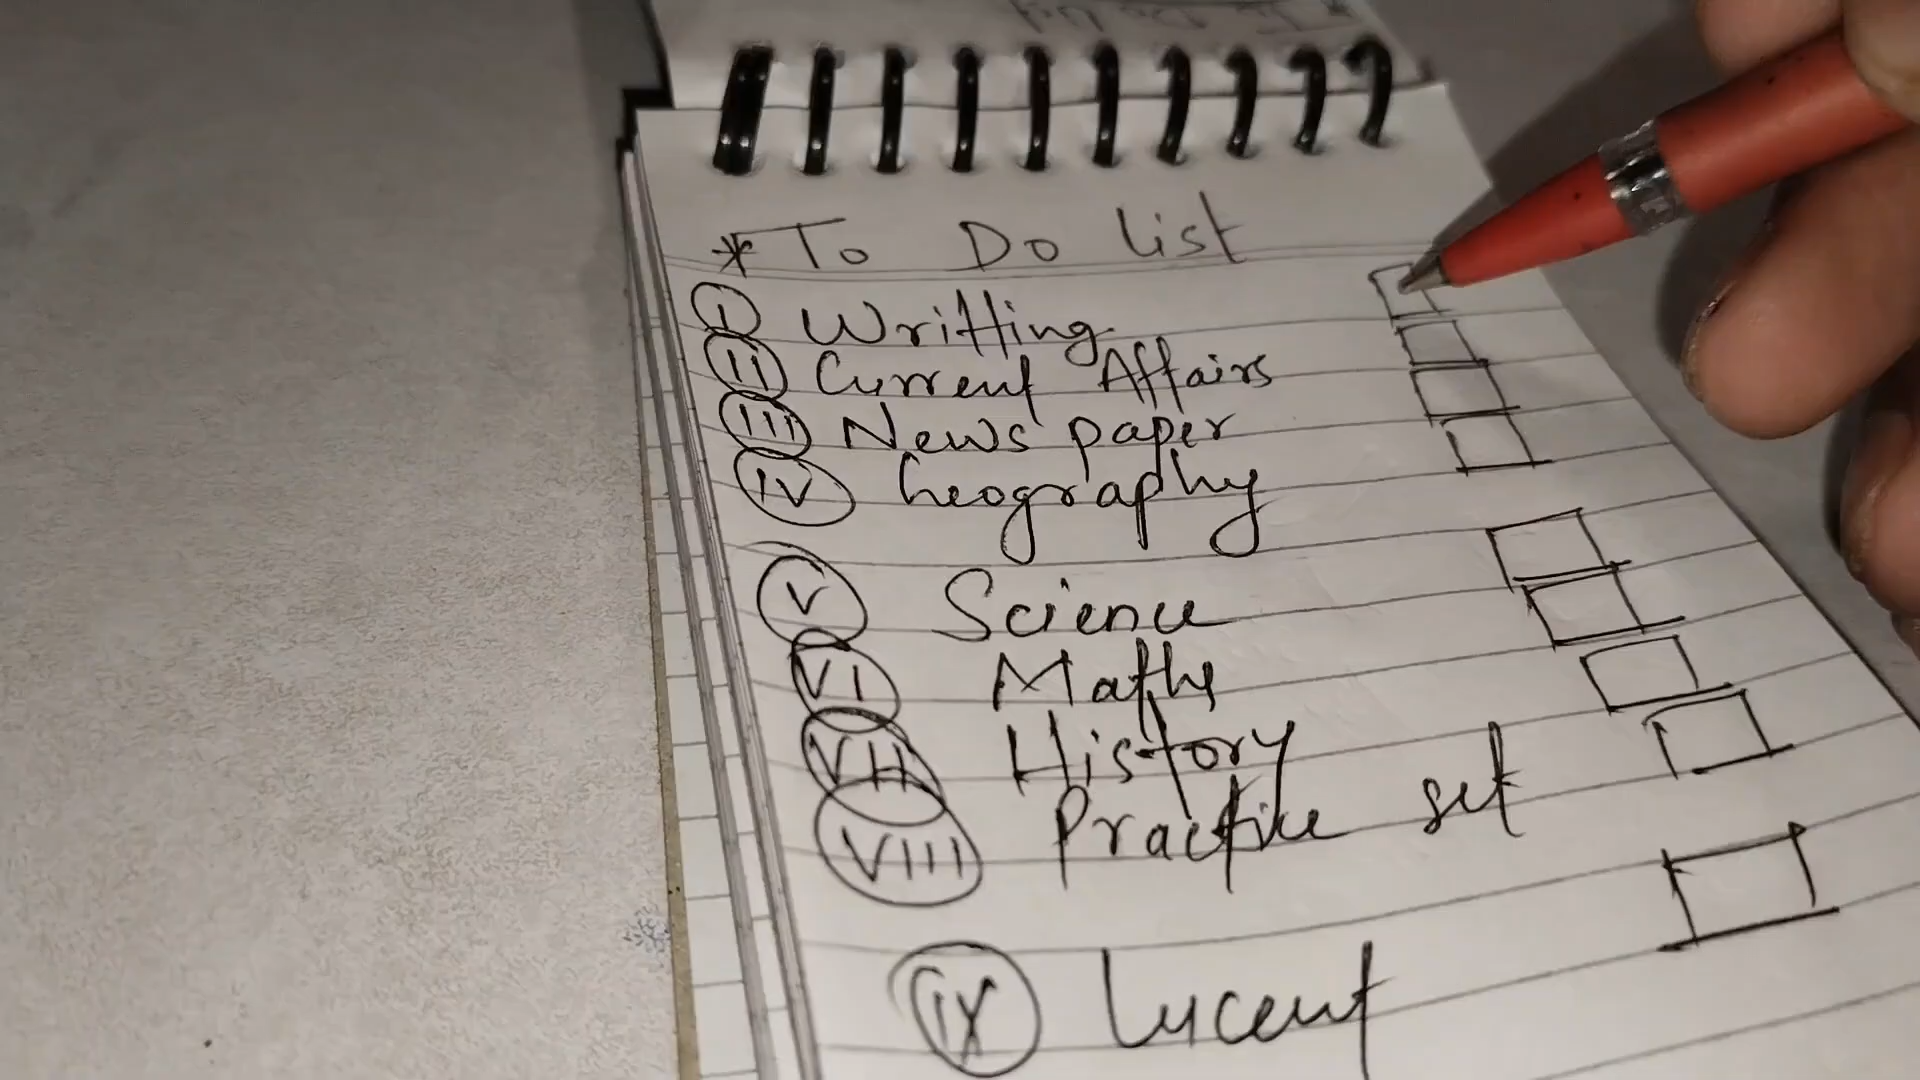 * To Do list
I Writting
II Current Affairs
III News paper
IV Geography
V Science
VI Maths
VII History
VIII Practice set
IX Lucent